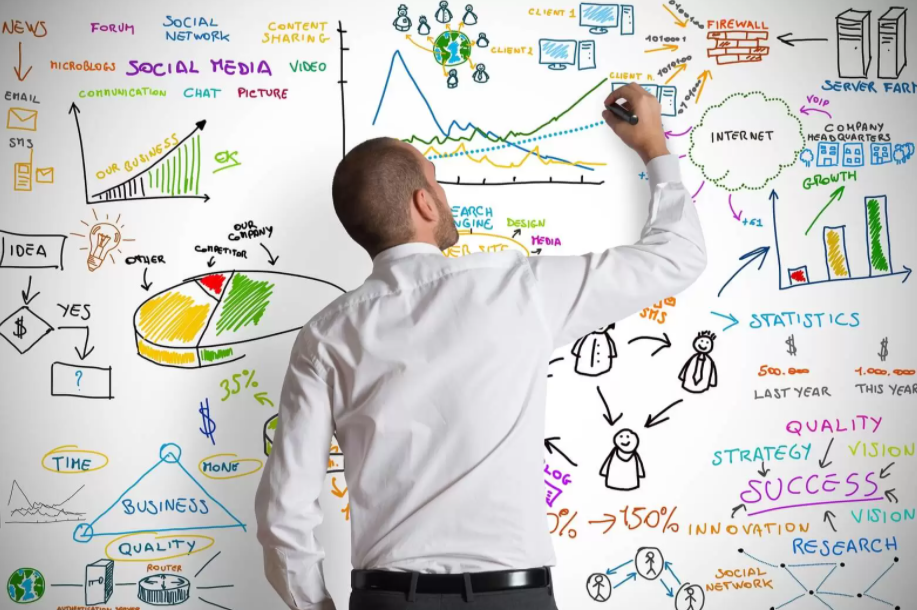 NEWS
FORUM
SOCIAL
NETWORK
CONTENT
SHARING
MICROBLOGS
SOCIAL MEDIA
VIDEO
COMMUNICATION
CHAT
PICTURE
EMAIL
SMS
OUR BUSINESS
OK
CLIENT 1
CLIENT 2
CLIENT N.
FIREWALL
SERVER FARM
INTERNET
VOIP
COMPANY
HEADQUARTERS
GROWTH
DESIGN
MEDIA
IDEA
YES
$
?
OTHER
COMPETITOR
OUR
COMPANY
35%
$
SMS
STATISTICS
$
$
500.000
1.000.000
LAST YEAR
THIS YEAR
TIME
BUSINESS
QUALITY
ROUTER
AUTHENTICATION SERVER
150%
QUALITY
STRATEGY
VISION
SUCCESS
INNOVATION
VISION
RESEARCH
SOCIAL
NETWORK